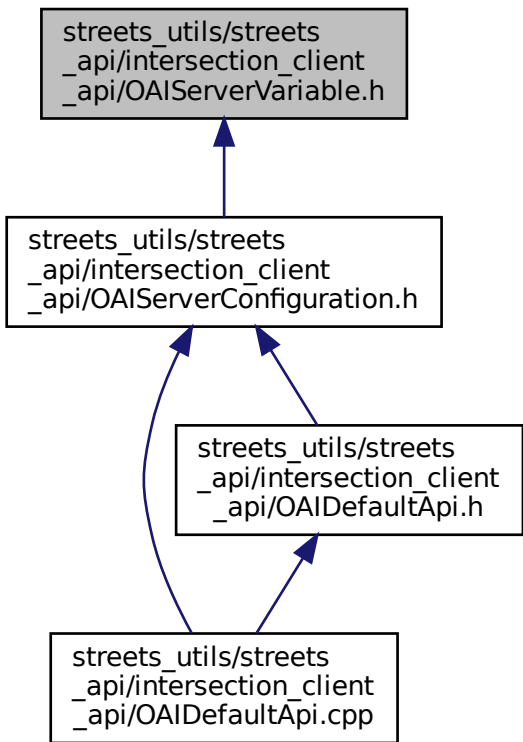 streets_utils/streets
_api/intersection_client
_api/OAIServerVariable.h
streets_utils/streets
_api/intersection_client
_api/OAIServerConfiguration.h
streets_utils/streets
_api/intersection_client
_api/OAIDefaultApi.h
streets_utils/streets
_api/intersection_client
_api/OAIDefaultApi.cpp